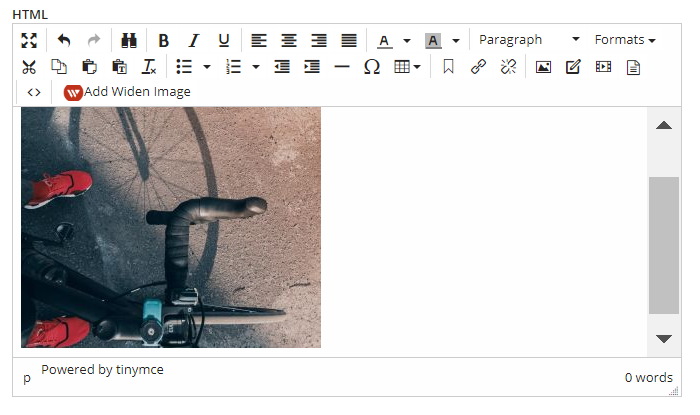 HTML
B I U A A Paragraph Formats
Add Widen Image
p Powered by tinymce 0 words